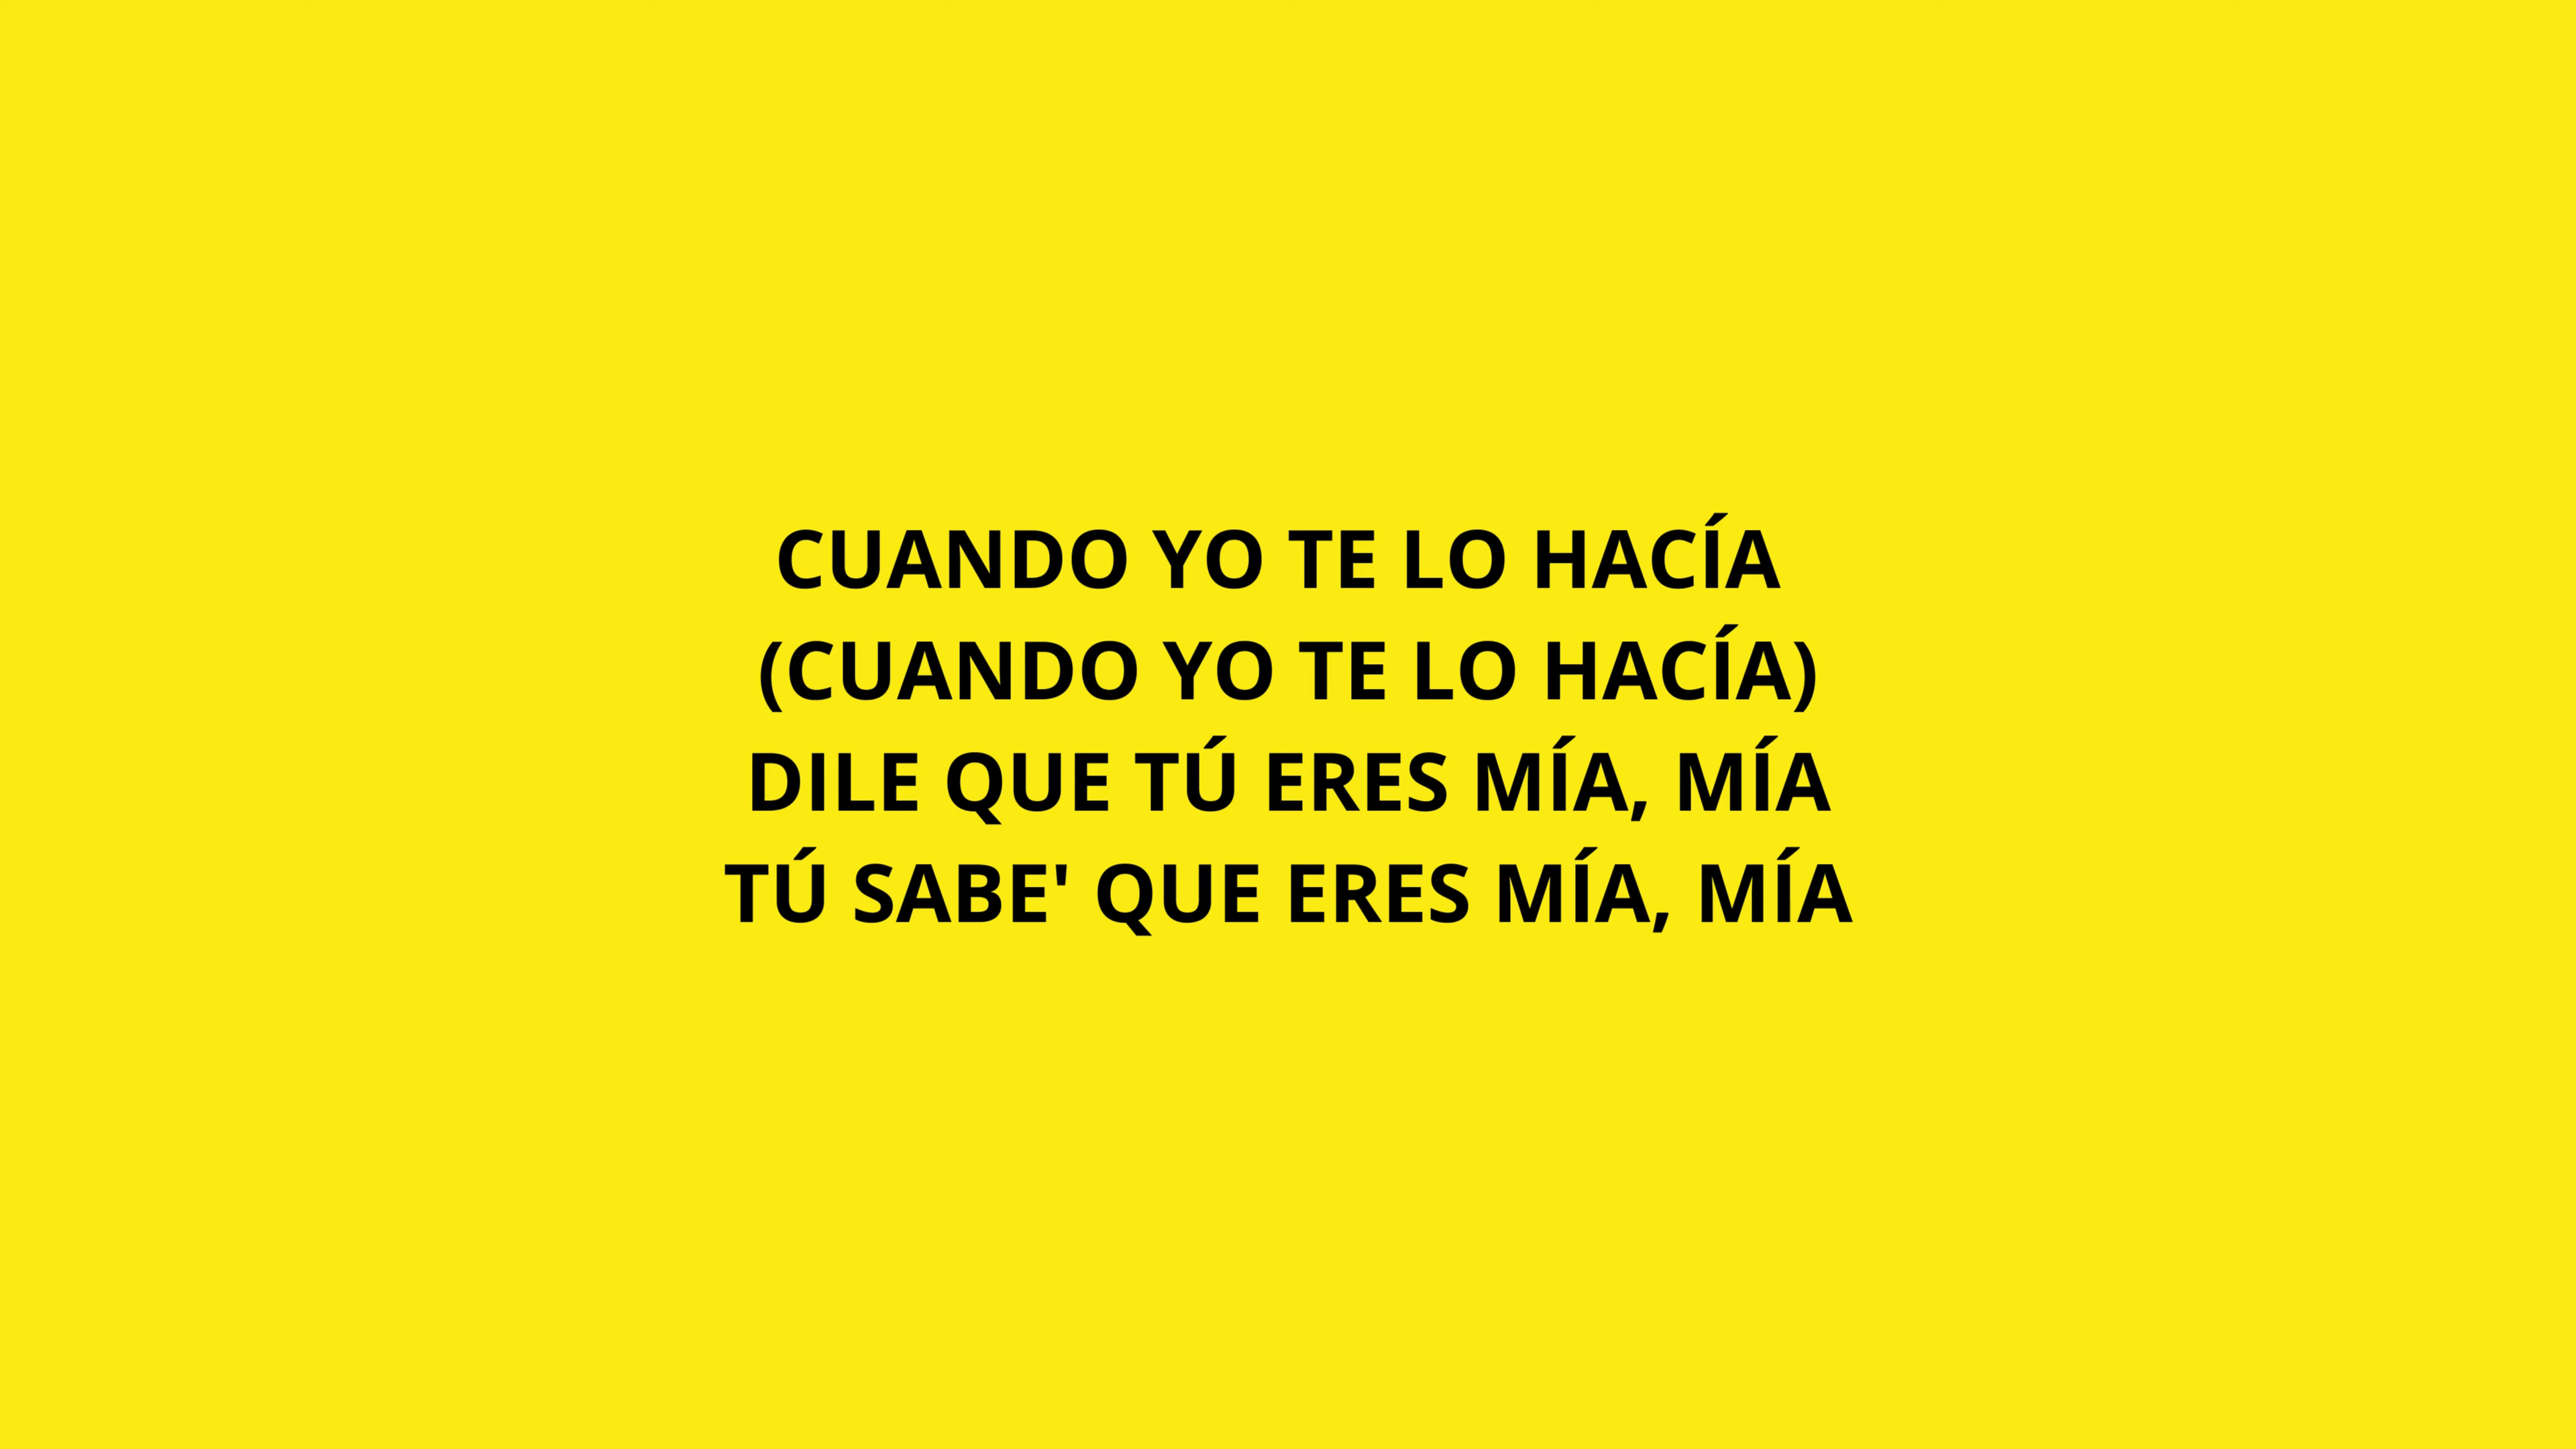 CUANDO YO TE LO HACÍA
(CUANDO YO TE LO HACÍA)
DILE QUE TÚ ERES MÍA, MÍA
TÚ SABE' QUE ERES MÍA, MÍA